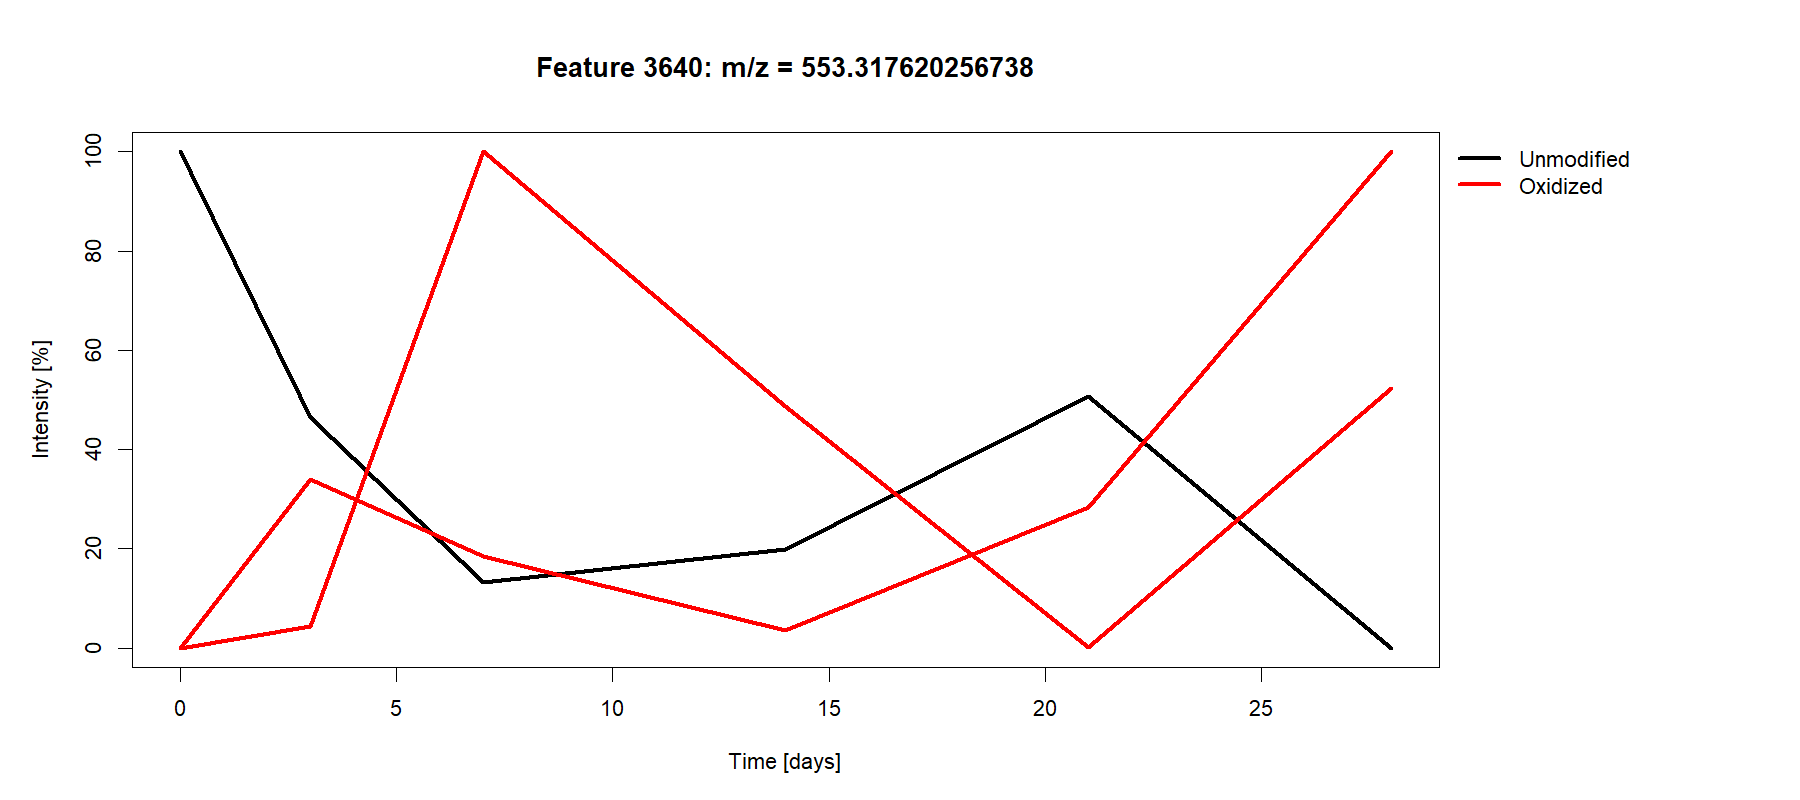 Feature 3640: m/z = 553.317620256738
Unmodified
Oxidized
Intensity [%]
100
80
60
40
20
0
0 5 10 15 20 25
Time [days]